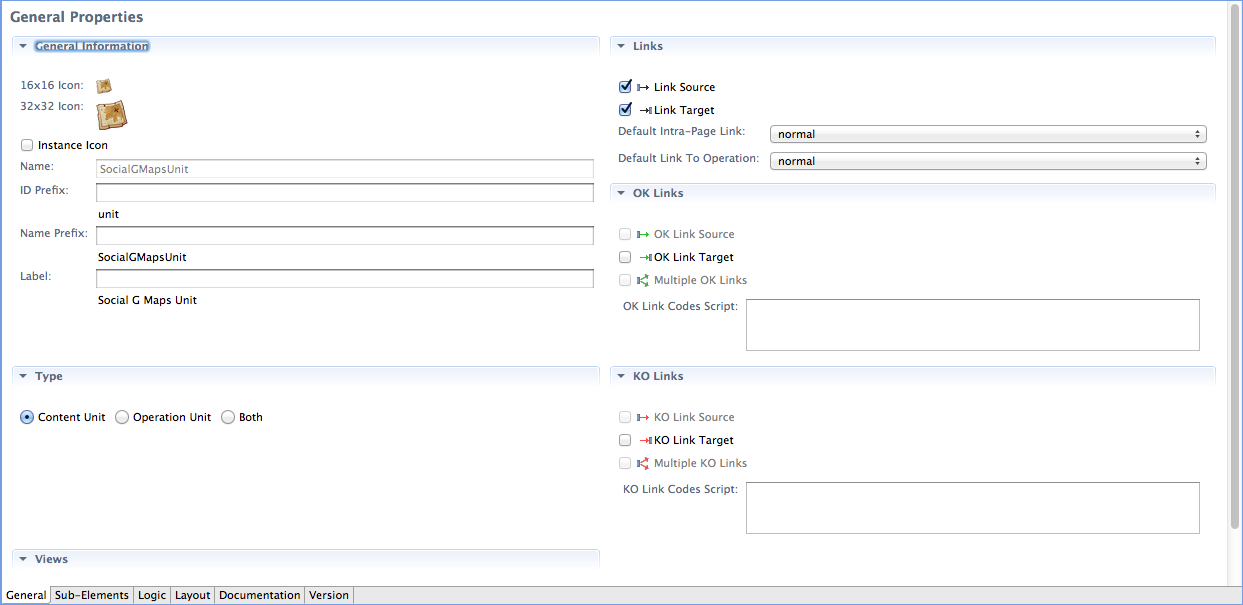 General Properties
General Information
16x16 Icon:
32x32 Icon:
Instance Icon
Name: SocialGMapsUnit
ID Prefix:
unit
Name Prefix:
SocialGMapsUnit
Label:
Social G Maps Unit
Type
Content Unit Operation Unit Both
Views
Links
Link Source
Link Target
Default Intra-Page Link: normal
Default Link To Operation: normal
OK Links
OK Link Source
OK Link Target
Multiple OK Links
OK Link Codes Script:
KO Links
KO Link Source
KO Link Target
Multiple KO Links
KO Link Codes Script:
General Sub-Elements Logic Layout Documentation Version